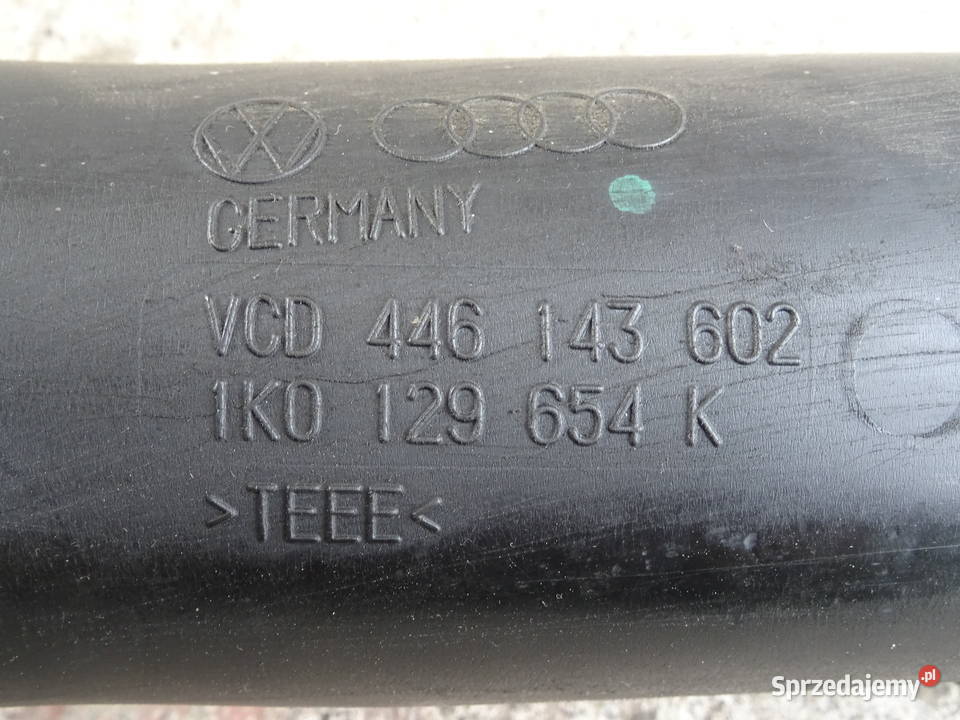 GERMANY
VCD 446 143 602
1K0 129 654 K
>TEEE<
Sprzedajemy.pl